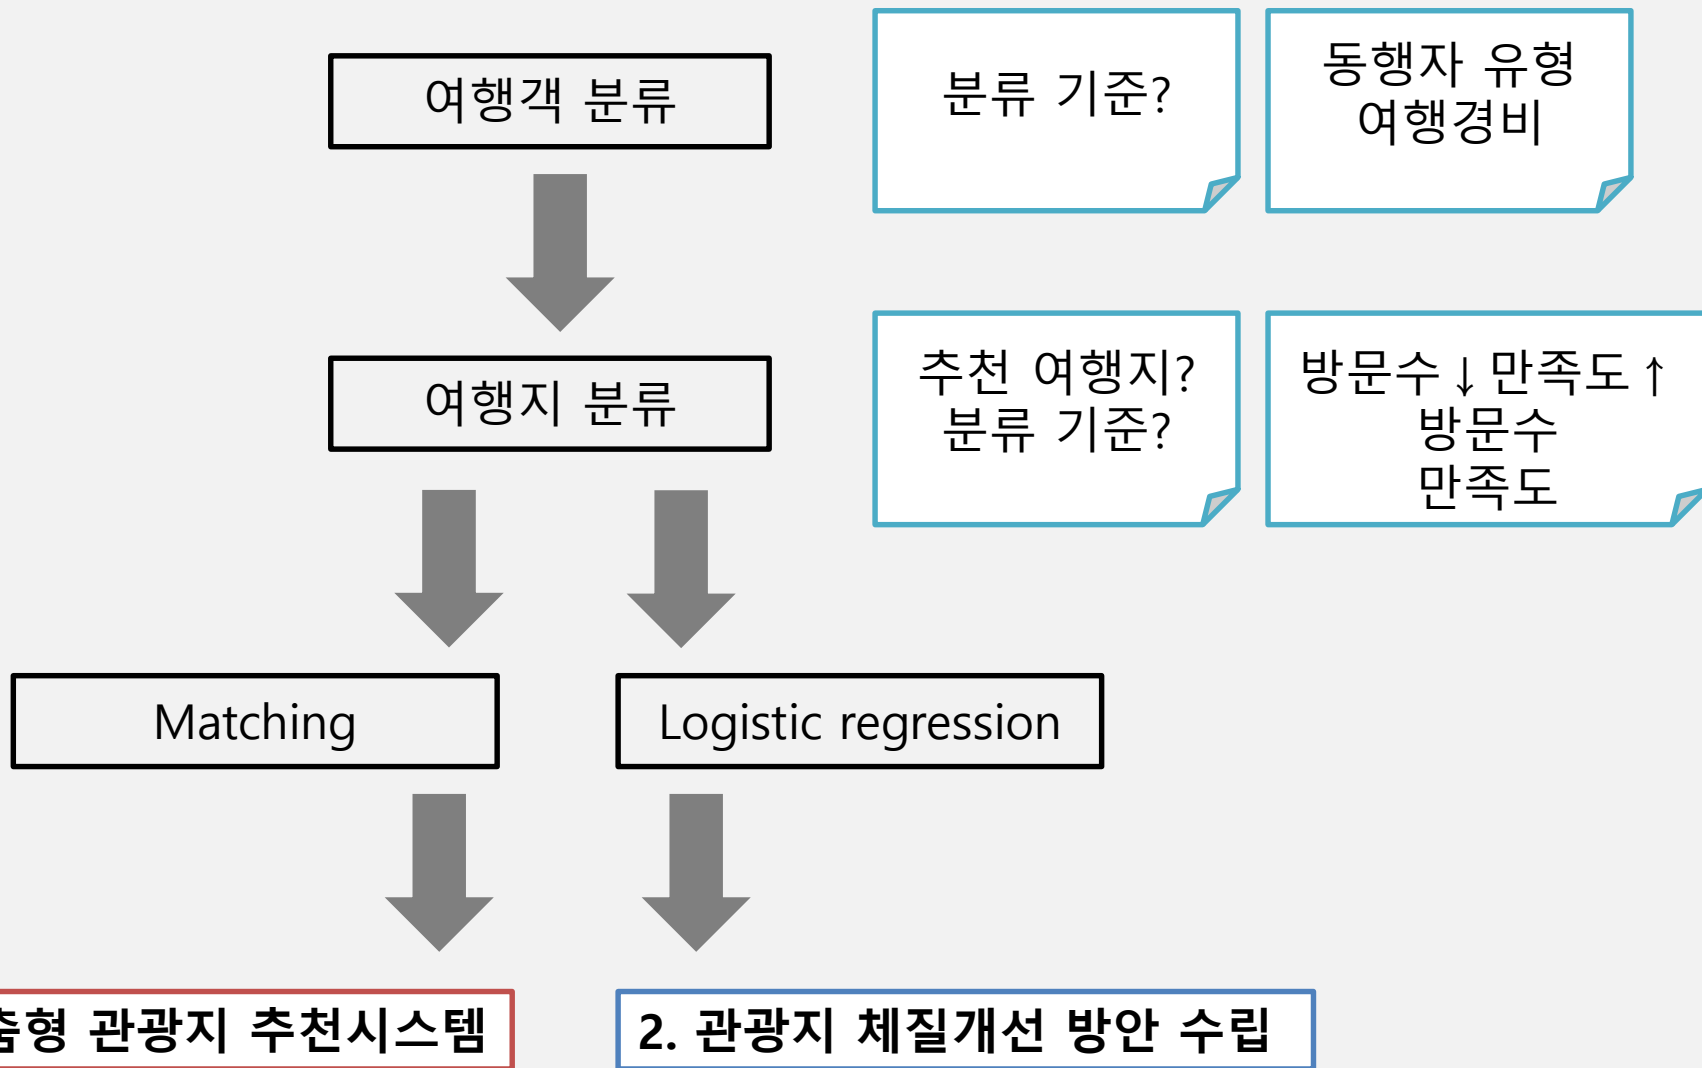 여행객 분류
분류 기준?
동행자 유형
여행경비
여행지 분류
추천 여행지?
분류 기준?
방문수↓만족도↑
방문수
만족도
Matching
Logistic regression
춤형 관광지 추천시스템
2. 관광지 체질개선 방안 수립